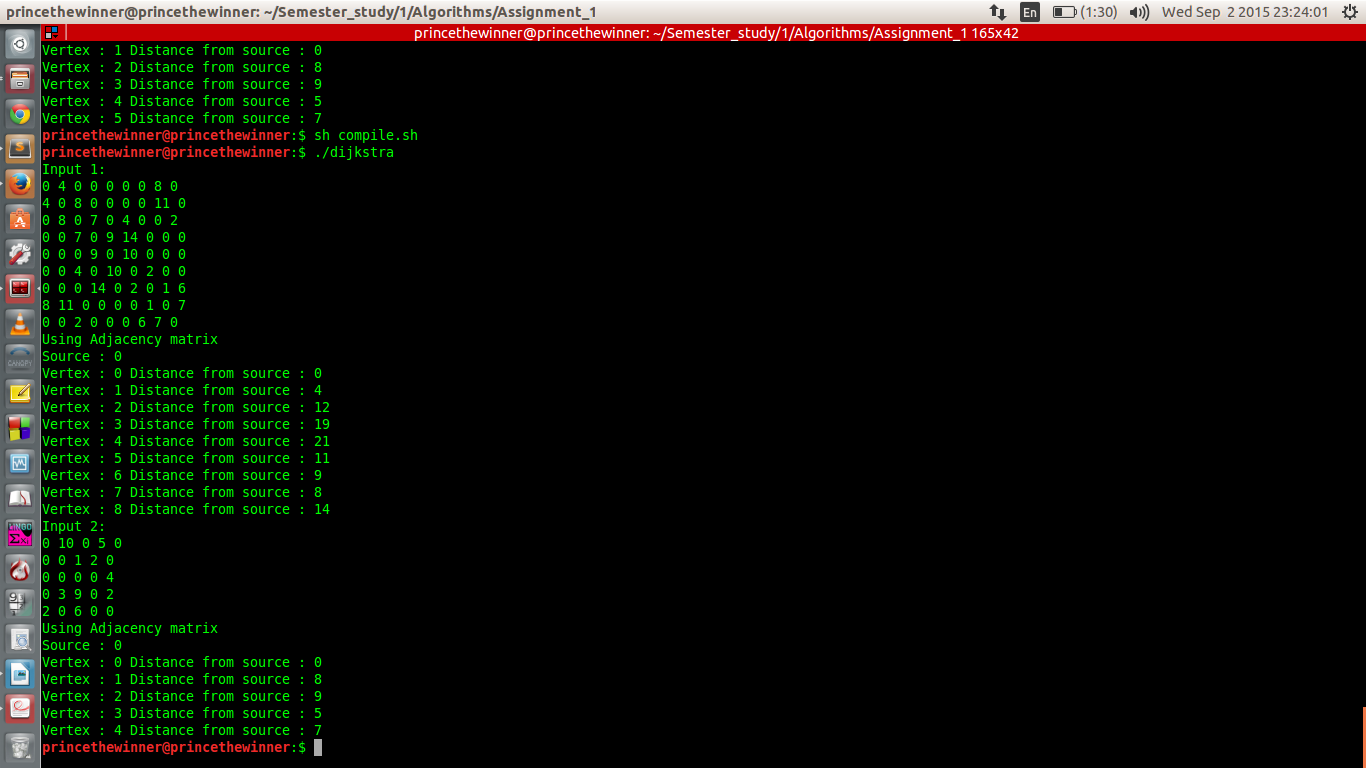 princethewinner@princethewinner: ~/Semester_study/1/Algorithms/Assignment_1 En (1:30) Wed Sep 2 2015 23:24:01
princethewinner@princethewinner: ~/Semester_study/1/Algorithms/Assignment_1 165x42
Vertex : 1 Distance from source : 0
Vertex : 2 Distance from source : 8
Vertex : 3 Distance from source : 9
Vertex : 4 Distance from source : 5
Vertex : 5 Distance from source : 7
princethewinner@princethewinner:$ sh compile.sh
princethewinner@princethewinner:$ ./dijkstra
Input 1:
0 4 0 0 0 0 0 8 0
4 0 8 0 0 0 0 11 0
0 8 0 7 0 4 0 0 2
0 0 7 0 9 14 0 0 0
0 0 0 9 0 10 0 0 0
0 0 4 0 10 0 2 0 0
0 0 0 14 0 2 0 1 6
8 11 0 0 0 0 1 0 7
0 0 2 0 0 0 6 7 0
Using Adjacency matrix
Source : 0
Vertex : 0 Distance from source : 0
Vertex : 1 Distance from source : 4
Vertex : 2 Distance from source : 12
Vertex : 3 Distance from source : 19
Vertex : 4 Distance from source : 21
Vertex : 5 Distance from source : 11
Vertex : 6 Distance from source : 9
Vertex : 7 Distance from source : 8
Vertex : 8 Distance from source : 14
Input 2:
0 10 0 5 0
0 0 1 2 0
0 0 0 0 4
0 3 9 0 2
2 0 6 0 0
Using Adjacency matrix
Source : 0
Vertex : 0 Distance from source : 0
Vertex : 1 Distance from source : 8
Vertex : 2 Distance from source : 9
Vertex : 3 Distance from source : 5
Vertex : 4 Distance from source : 7
princethewinner@princethewinner:$
CANOPY
LINGO